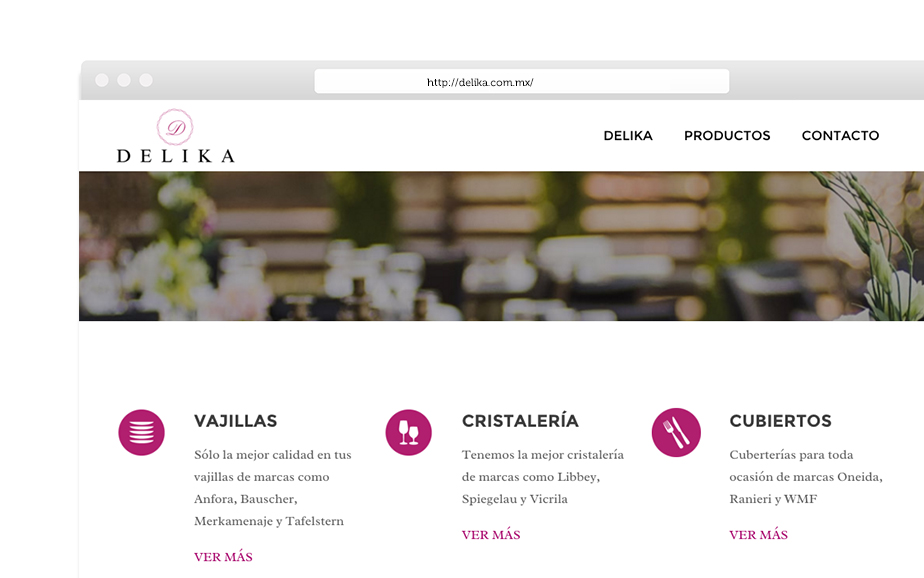 http://delika.com.mx/
D
DELIKA
DELIKA PRODUCTOS CONTACTO
VAJILLAS
Sólo la mejor calidad en tus
vajillas de marcas como
Anfora, Bauscher,
Merkamenaje y Tafelstern
VER MÁS
CRISTALERÍA
Tenemos la mejor cristalería
de marcas como Libbey,
Spiegelau y Vicrila
VER MÁS
CUBIERTOS
Cuberterías para toda
ocasión de marcas Oneida,
Ranieri y WMF
VER MÁS